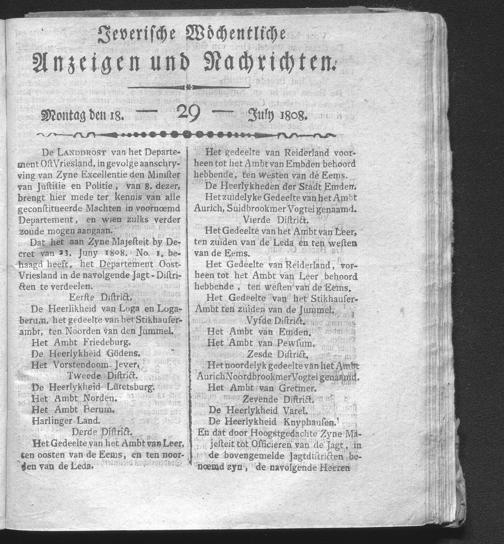 Jeverische Wöchentliche
Anzeigen und Nachrichten.
Montag den 18. — 29 — July 1808.
De LANDROST van het Departe-
ment Ost Vriesland, in gevolge aanschry-
ving van Zyne Excellentie den Minister
van Justitie en Politie, van 8. dezer,
brengt hier mede ter kennis van alle
geconstitueerde Machten in voornoemd
Departement, en wien zulks verder
zoude mogen aangaan.
Dat het aan Zyne Majesteit by De-
cret van 23. Juny 1808. No. 1, be-
haagd heeft, het Departement Oost-
Vriesland in de navolgende Jagt-Distri-
cten te verdeelen.
Eerste District.
De Heerlikheid van Loga en Loga-
berum, het gedeelte van het Stikhuser-
ambt, ten Noorden van den Jummel.
Het Ambt Friedeburg.
De Heerlykheid Gödens.
Het Vorstendoom Jever.
Tweede District.
De Heerlykheid Lütetsburg.
Het Ambt Norden.
Het Ambt Berum.
Harlinger Land.
Derde District.
Het Gedeelte van het Ambt van Leer,
ten oosten van de Eems, en ten noor-
den van de Leda.
Het gedeelte van Reiderland voor-
heen tot het Ambt van Embden behoord
hebbende, ten westen van de Eems.
De Heerlykheden der Stadt Emden.
Het zuidelyke Gedeelte van het Ambt
Aurich, Suidbrookmer Vogtei genaamd.
Vierde District.
Het Gedeelte van het Ambt van Leer,
ten zuiden van de Leda en ten westen
van de Eems.
Het Gedeelte van Reiderland, vor-
heen tot het Ambt van Leer behoord
hebbende, ten westen van de Eems.
Het Gedeelte van het Stikhauser-
Ambt ten zuiden van de Jummel.
Vyfde District.
Het Ambt van Emden.
Het Ambt van Pewsum.
Zesde District.
Het noordelyk gedeelte van het Ambt
Aurich, Noordbrookmer Vogtei genaamd.
Het Ambt van Gretmer.
Zevende District.
De Heerlykheid Varel.
De Heerlykheid Knyphausen.
En dat door Hoogstgedachte Zyne Ma-
jesteit tot Officieren van de Jagt, in
de bovengemelde Jagtdistricten be-
noemd zyn, de navolgende Heeren